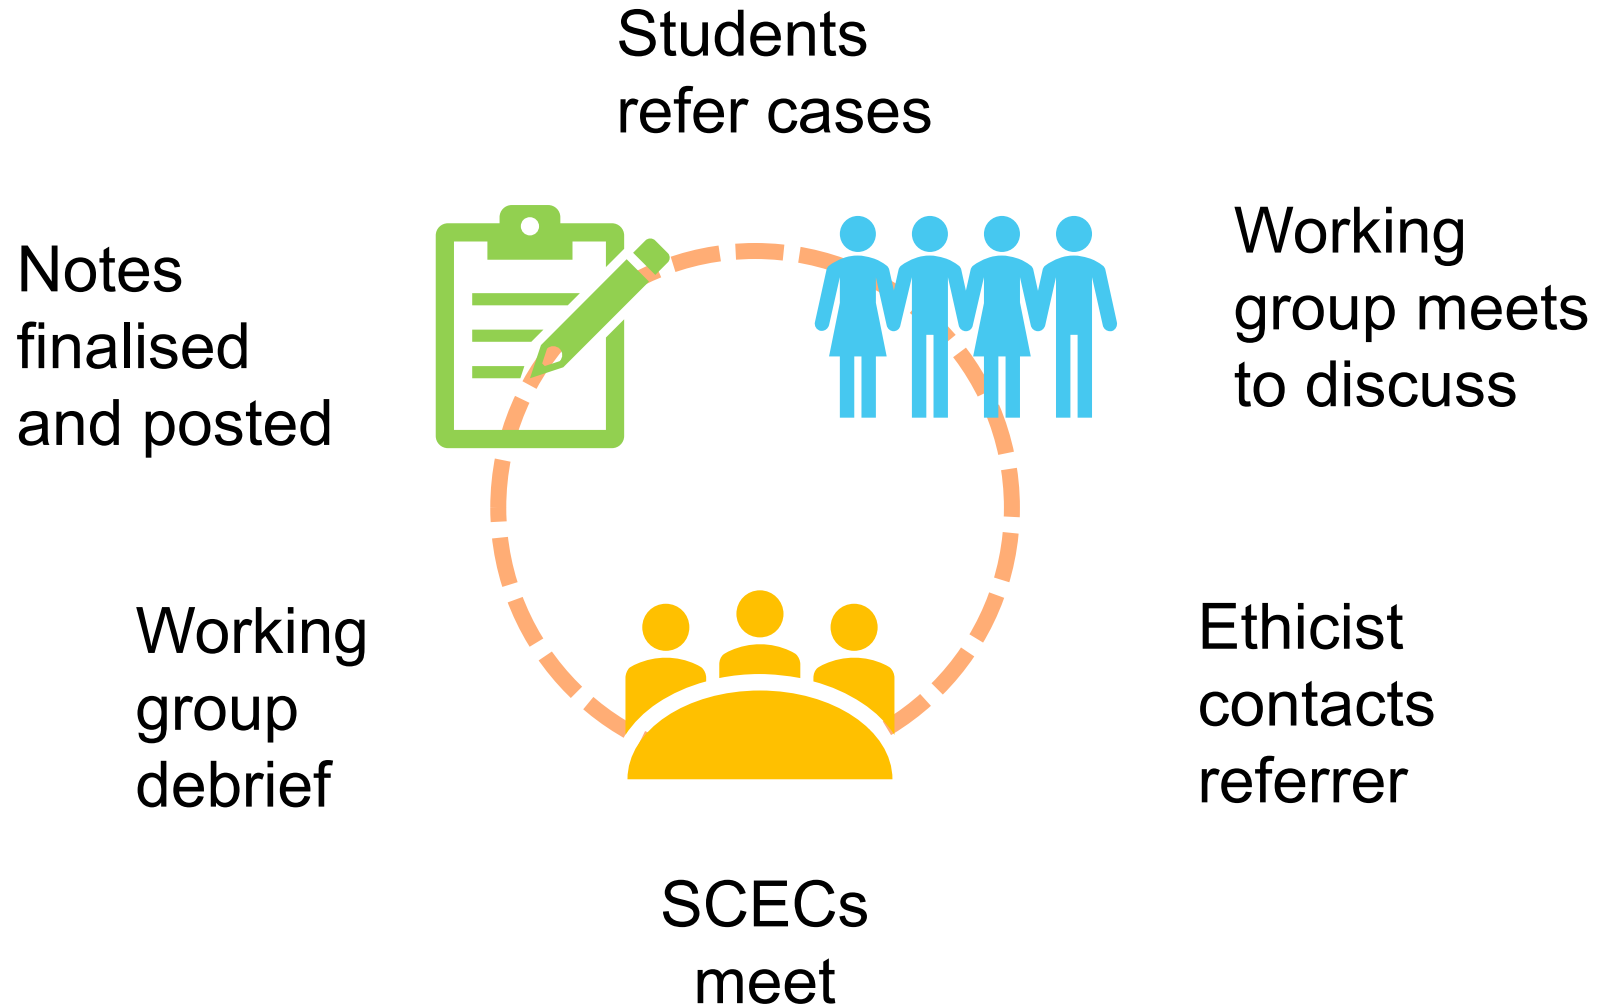 Students
refer cases
Working
group meets
to discuss
Ethicist
contacts
referrer
SCECs
meet
Working
group
debrief
Notes
finalised
and posted